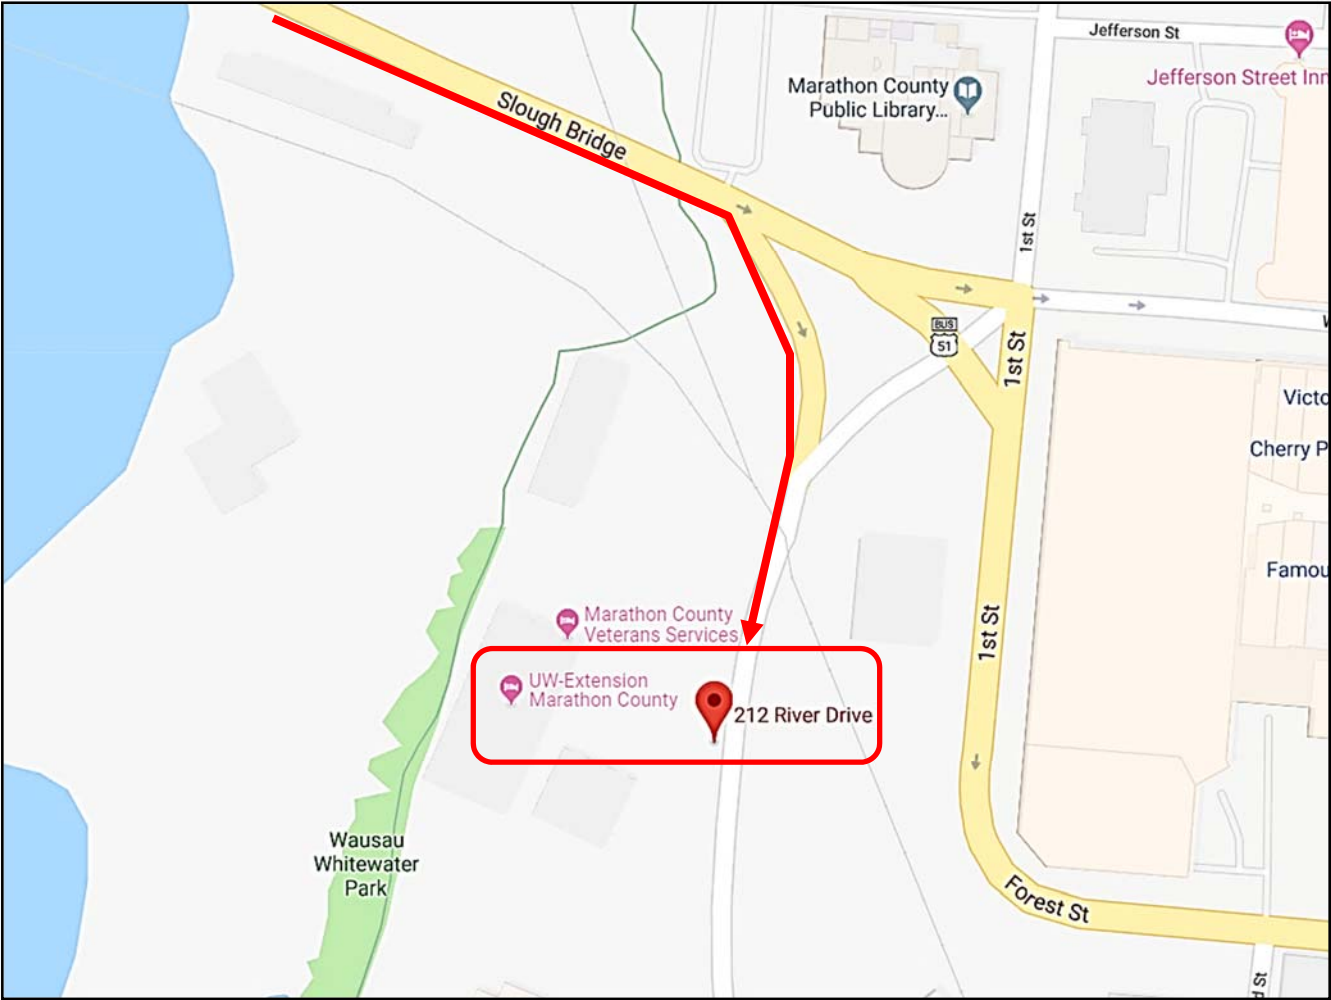 Jefferson St
Jefferson Street Inn
Marathon County
Public Library...
Slough Bridge
1st St
BUS
51
1st St
Victo
Cherry P
Famou
1st St
Marathon County
Veterans Services
UW-Extension
Marathon County
212 River Drive
Wausau
Whitewater
Park
Forest St
d St